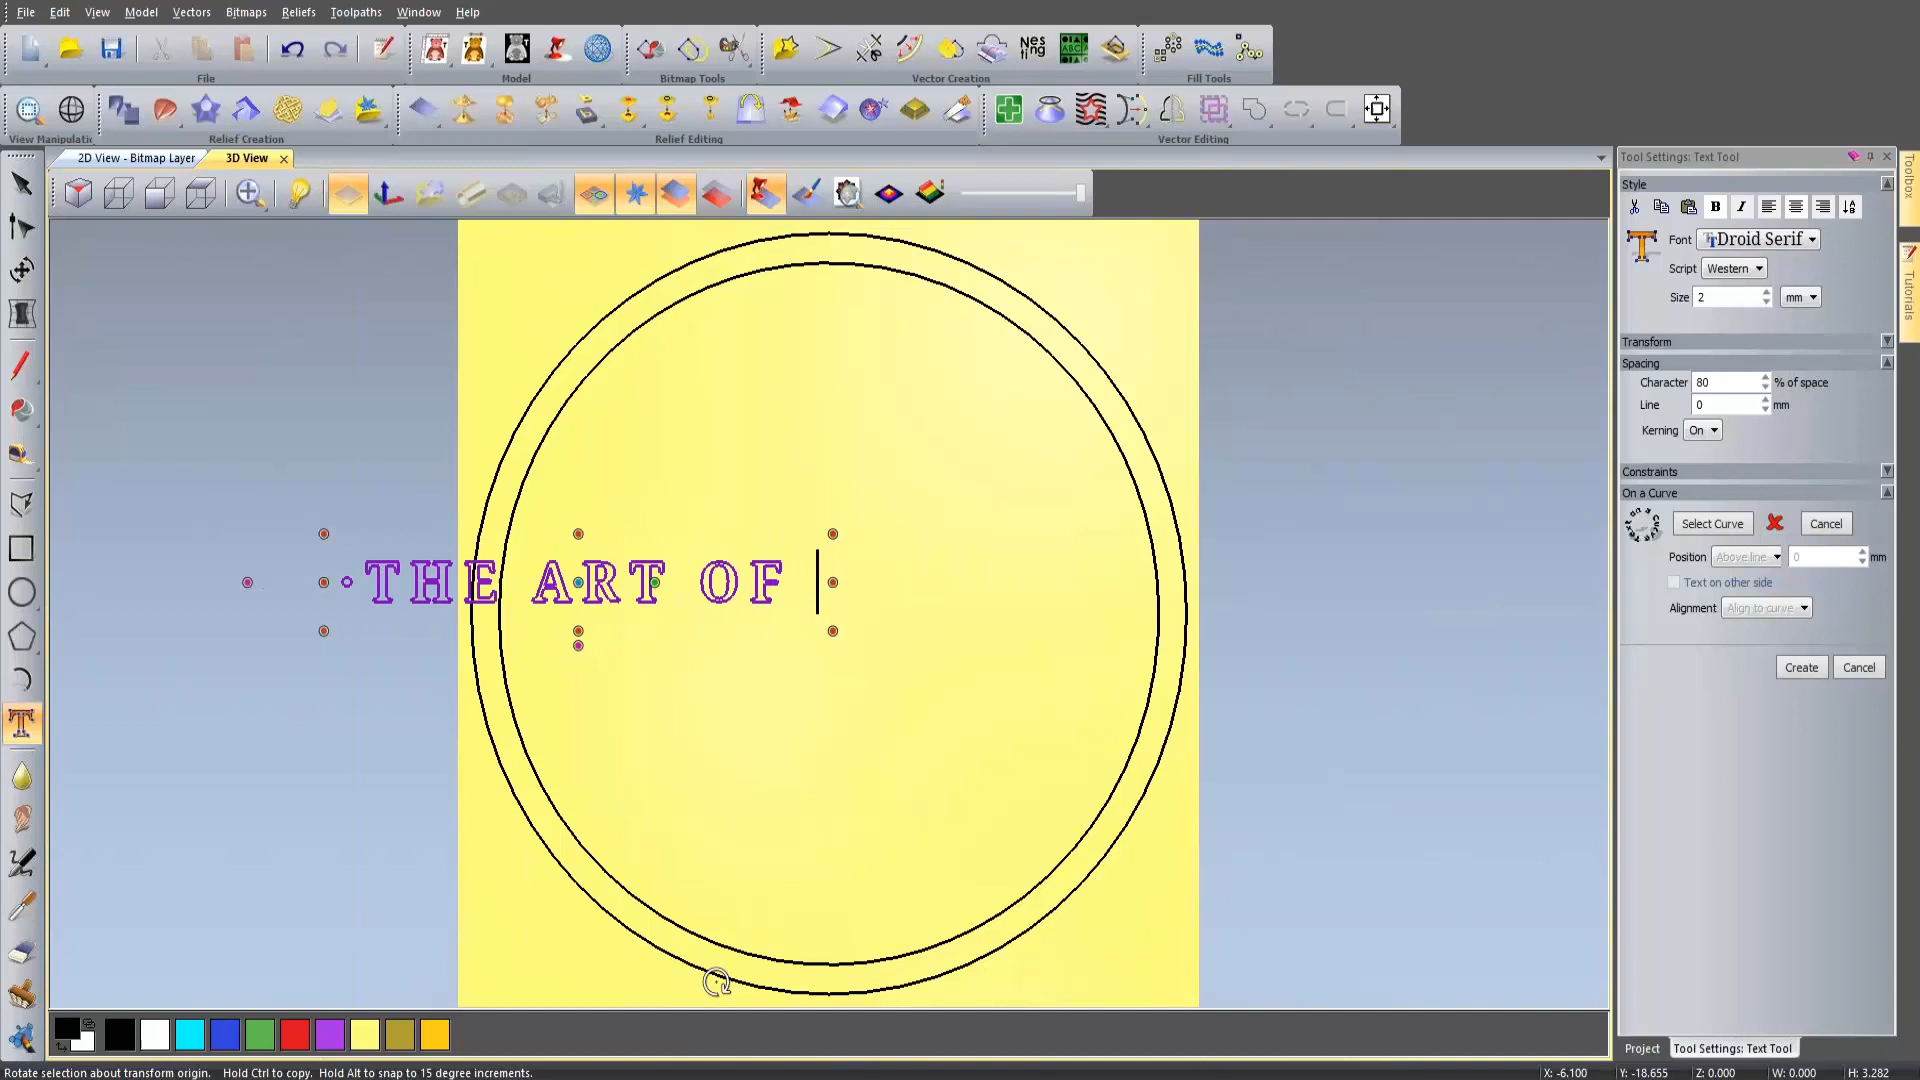 File Edit View Model Vectors Bitmaps Reliefs Toolpaths Window Help
Nes
ting
File Model Bitmap Tools Vector Creation Fill Tools
View Manipulatic Relief Creation Relief Editing Vector Editing
2D View - Bitmap Layer 3D View
Tool Settings: Text Tool
Toolbox
Tutorials
Style
B I
Font Droid Serif
Script Western
Size 2 mm
Transform
Spacing
Character 80 % of space
Line 0 mm
Kerning On
Constraints
On a Curve
Select Curve Cancel
Position Above line 0 mm
Text on other side
Alignment Align to curve
Create Cancel
THE ART OF
Project Tool Settings: Text Tool
Rotate selection about transform origin. Hold Ctrl to copy. Hold Alt to snap to 15 degree increments. X: -6.100 Y: -18.655 Z: 0.000 W: 0.000 H: 3.282